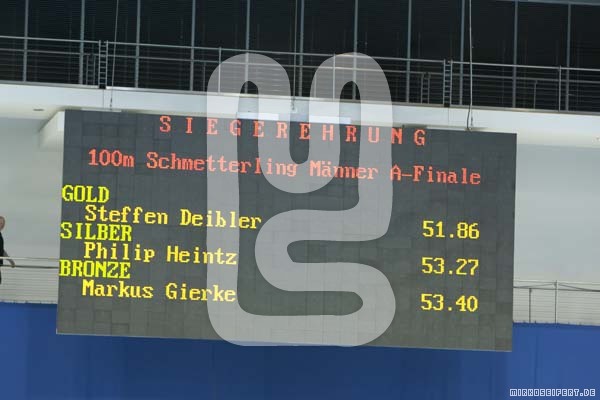 SIEGEREHRUNG
100m Schmetterling Männer A-Finale
GOLD
Steffen Deibler 51.86
SILBER
Philip Heintz 53.27
BRONZE
Markus Gierke 53.40
MIRKOSEIFERT.DE